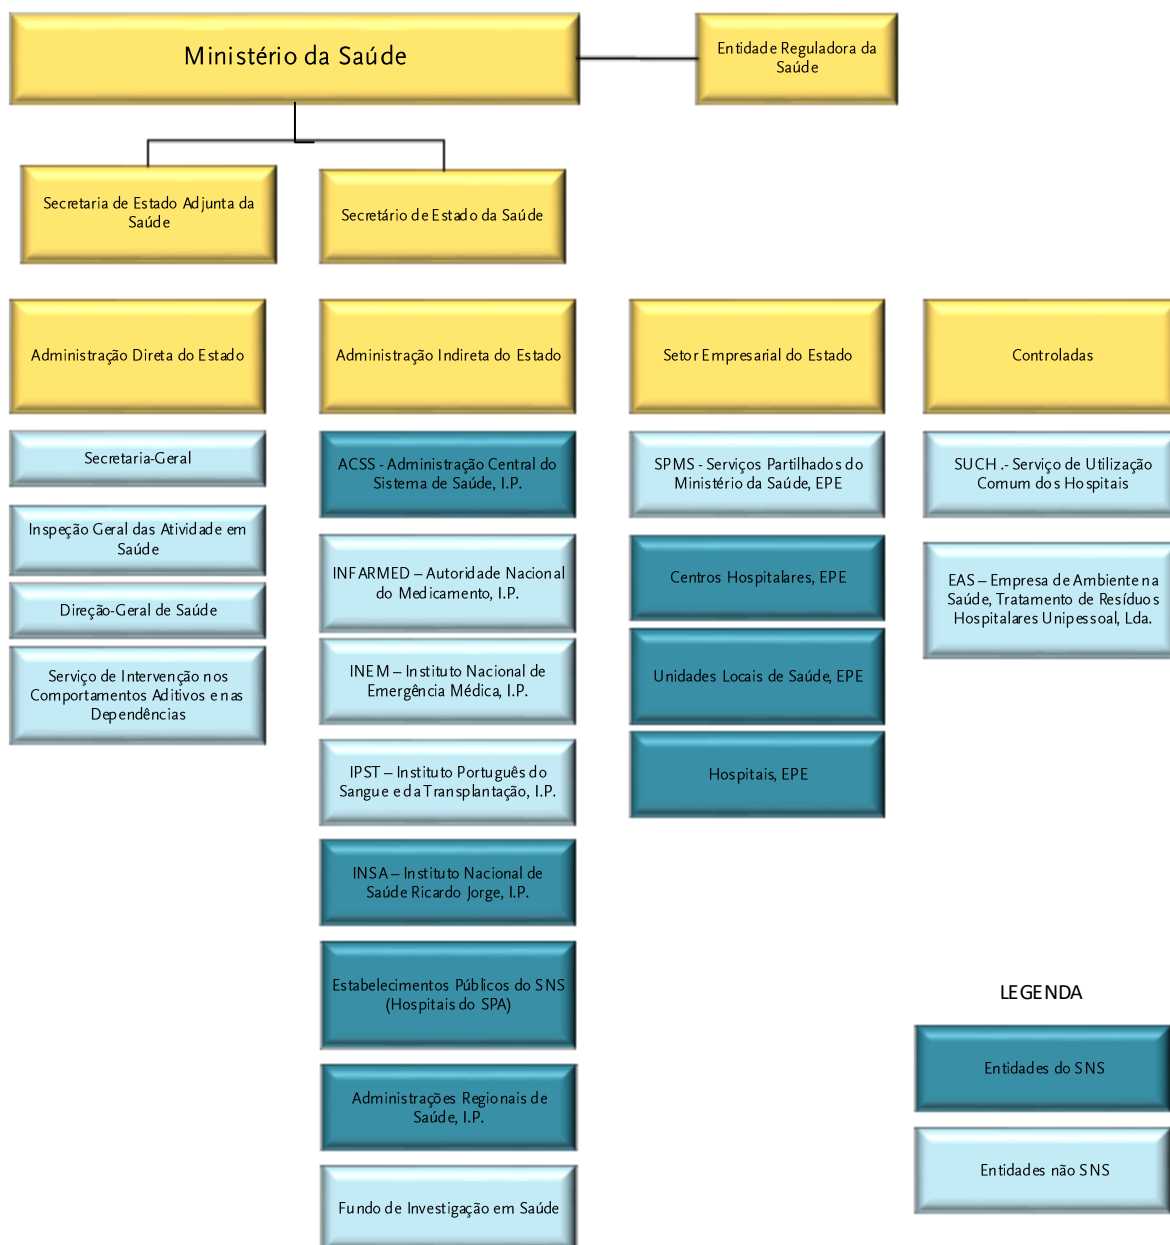 Ministério da Saúde
Entidade Reguladora da
Saúde
Secretaria de Estado Adjunta da
Saúde
Secretário de Estado da Saúde
Administração Direta do Estado
Administração Indireta do Estado
Setor Empresarial do Estado
Controladas
Secretaria-Geral
Inspeção Geral das Atividade em
Saúde
Direção-Geral de Saúde
Serviço de Intervenção nos
Comportamentos Aditivos e nas
Dependências
ACSS - Administração Central do
Sistema de Saúde, I.P.
INFARMED – Autoridade Nacional
do Medicamento, I.P.
INEM – Instituto Nacional de
Emergência Médica, I.P.
IPST – Instituto Português do
Sangue e da Transplantação, I.P.
INSA – Instituto Nacional de
Saúde Ricardo Jorge, I.P.
Estabelecimentos Públicos do SNS
(Hospitais do SPA)
Administrações Regionais de
Saúde, I.P.
Fundo de Investigação em Saúde
SPMS - Serviços Partilhados do
Ministério da Saúde, EPE
Centros Hospitalares, EPE
Unidades Locais de Saúde, EPE
Hospitais, EPE
SUCH .- Serviço de Utilização
Comum dos Hospitais
EAS – Empresa de Ambiente na
Saúde, Tratamento de Resíduos
Hospitalares Unipessoal, Lda.
LEGENDA
Entidades do SNS
Entidades não SNS